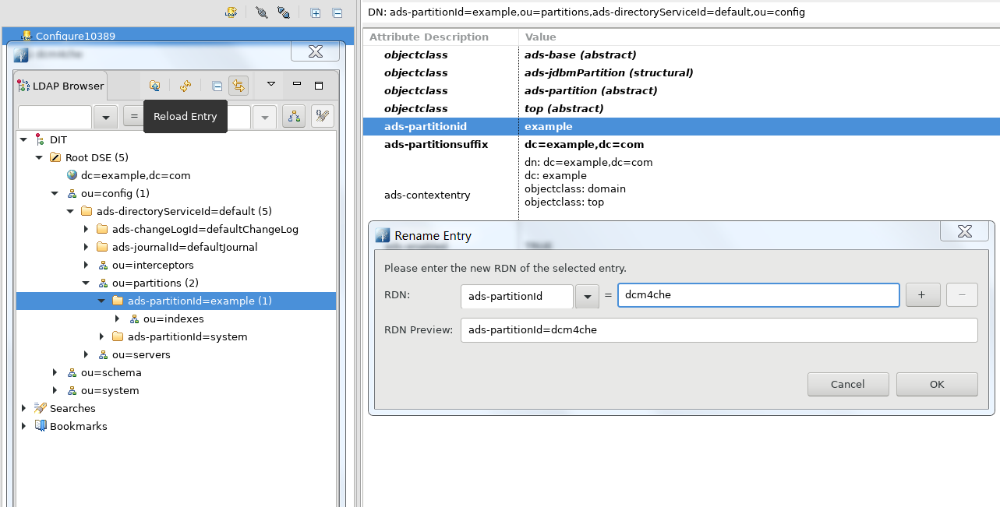 Configure10389
dcm4che
LDAP Browser
=
Reload Entry
DIT
Root DSE (5)
dc=example,dc=com
ou=config (1)
ads-directoryServiceId=default (5)
ads-changeLogId=defaultChangeLog
ads-journalId=defaultJournal
ou=interceptors
ou=partitions (2)
ads-partitionId=example (1)
ou=indexes
ads-partitionId=system
ou=servers
ou=schema
ou=system
Searches
Bookmarks
DN: ads-partitionId=example,ou=partitions,ads-directoryServiceId=default,ou=config
Attribute Description Value
objectclass ads-base (abstract)
objectclass ads-jdbmPartition (structural)
objectclass ads-partition (abstract)
objectclass top (abstract)
ads-partitionid example
ads-partitionsuffix dc=example,dc=com
dn: dc=example,dc=com
dc: example
ads-contextentry
objectclass: domain
objectclass: top
ads-enabled TRUE
Rename Entry
Please enter the new RDN of the selected entry.
RDN: ads-partitionId = dcm4che + −
RDN Preview: ads-partitionId=dcm4che
Cancel OK